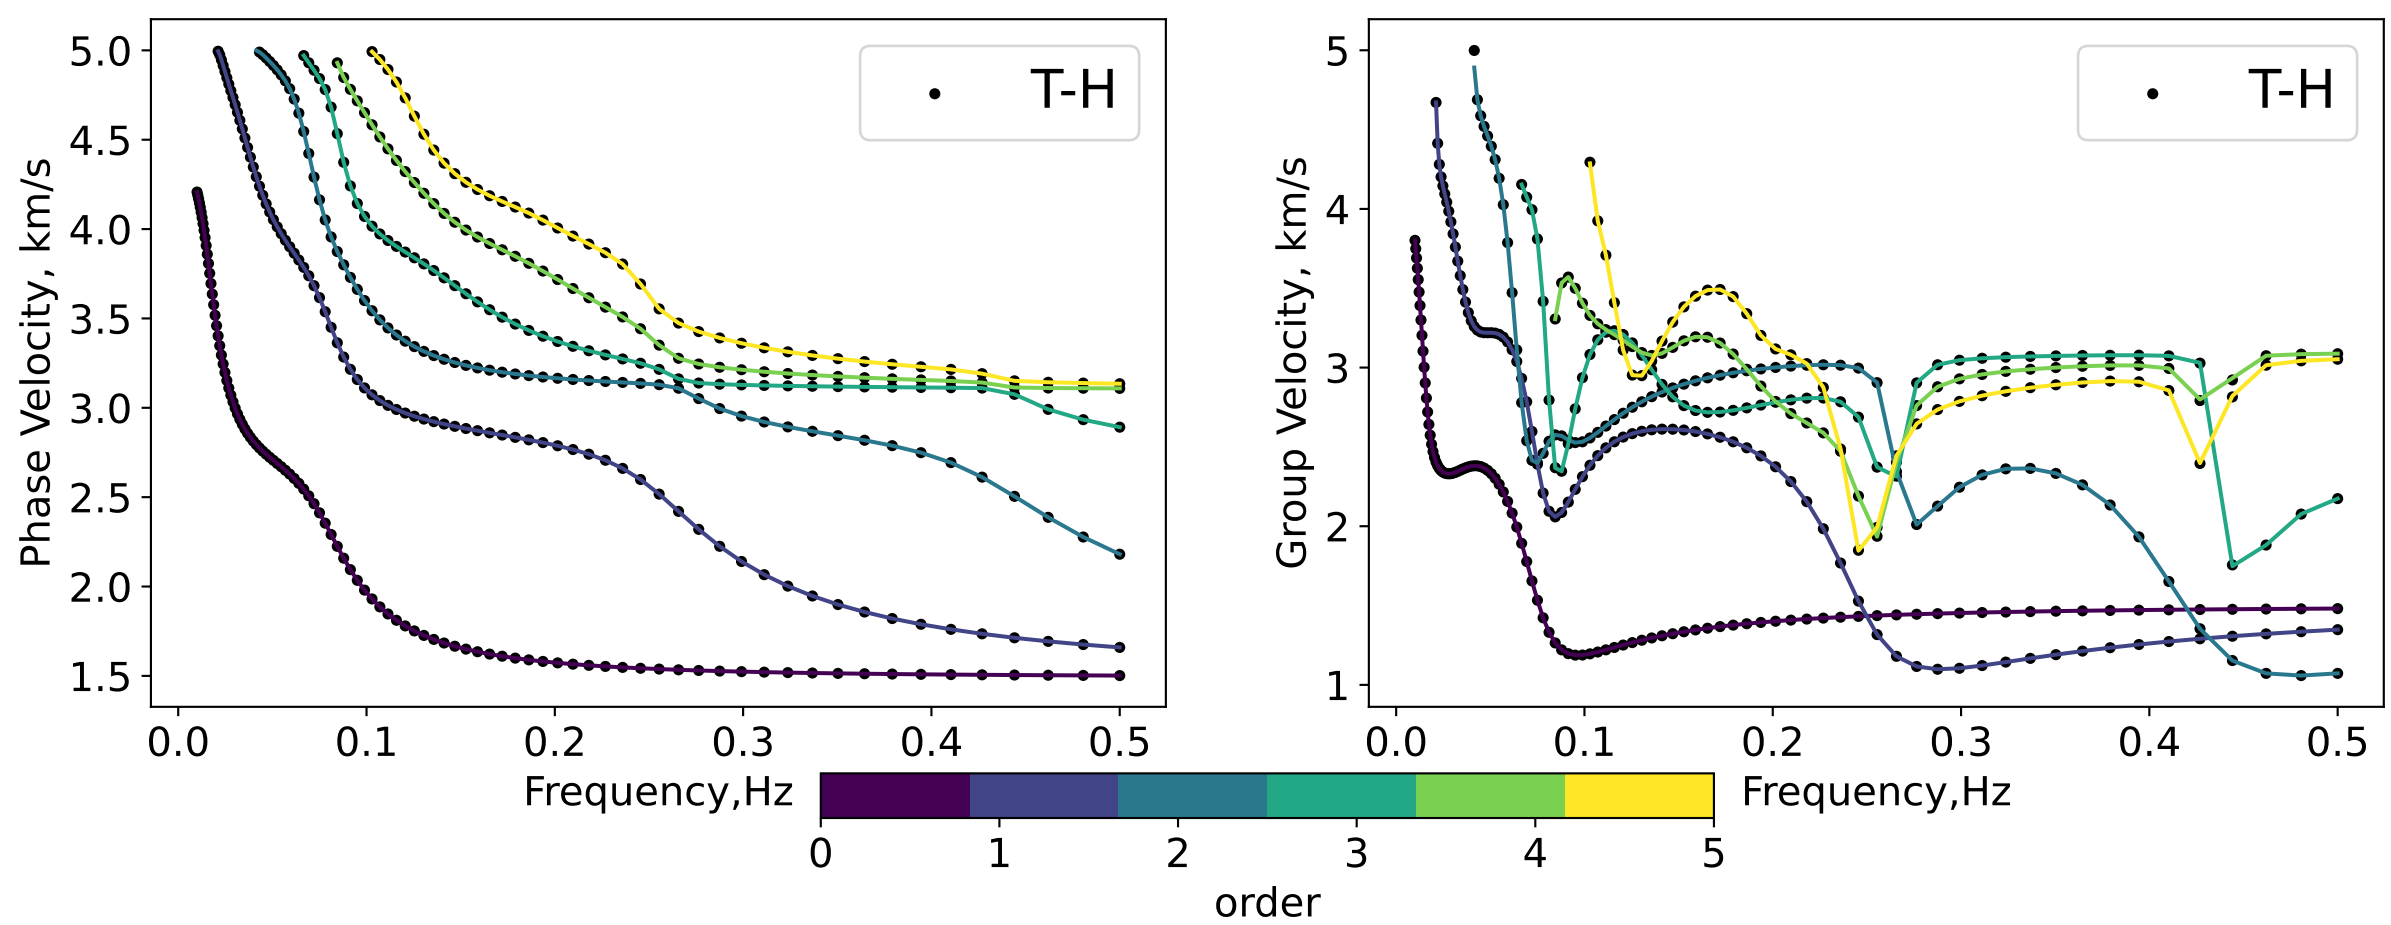 5.0
4.5
4.0
3.5
3.0
2.5
2.0
1.5
Phase Velocity, km/s
T-H
0.0 0.1 0.2 0.3 0.4 0.5
Frequency,Hz
5
4
3
2
1
Group Velocity, km/s
T-H
0.0 0.1 0.2 0.3 0.4 0.5
Frequency,Hz
0 1 2 3 4 5
order